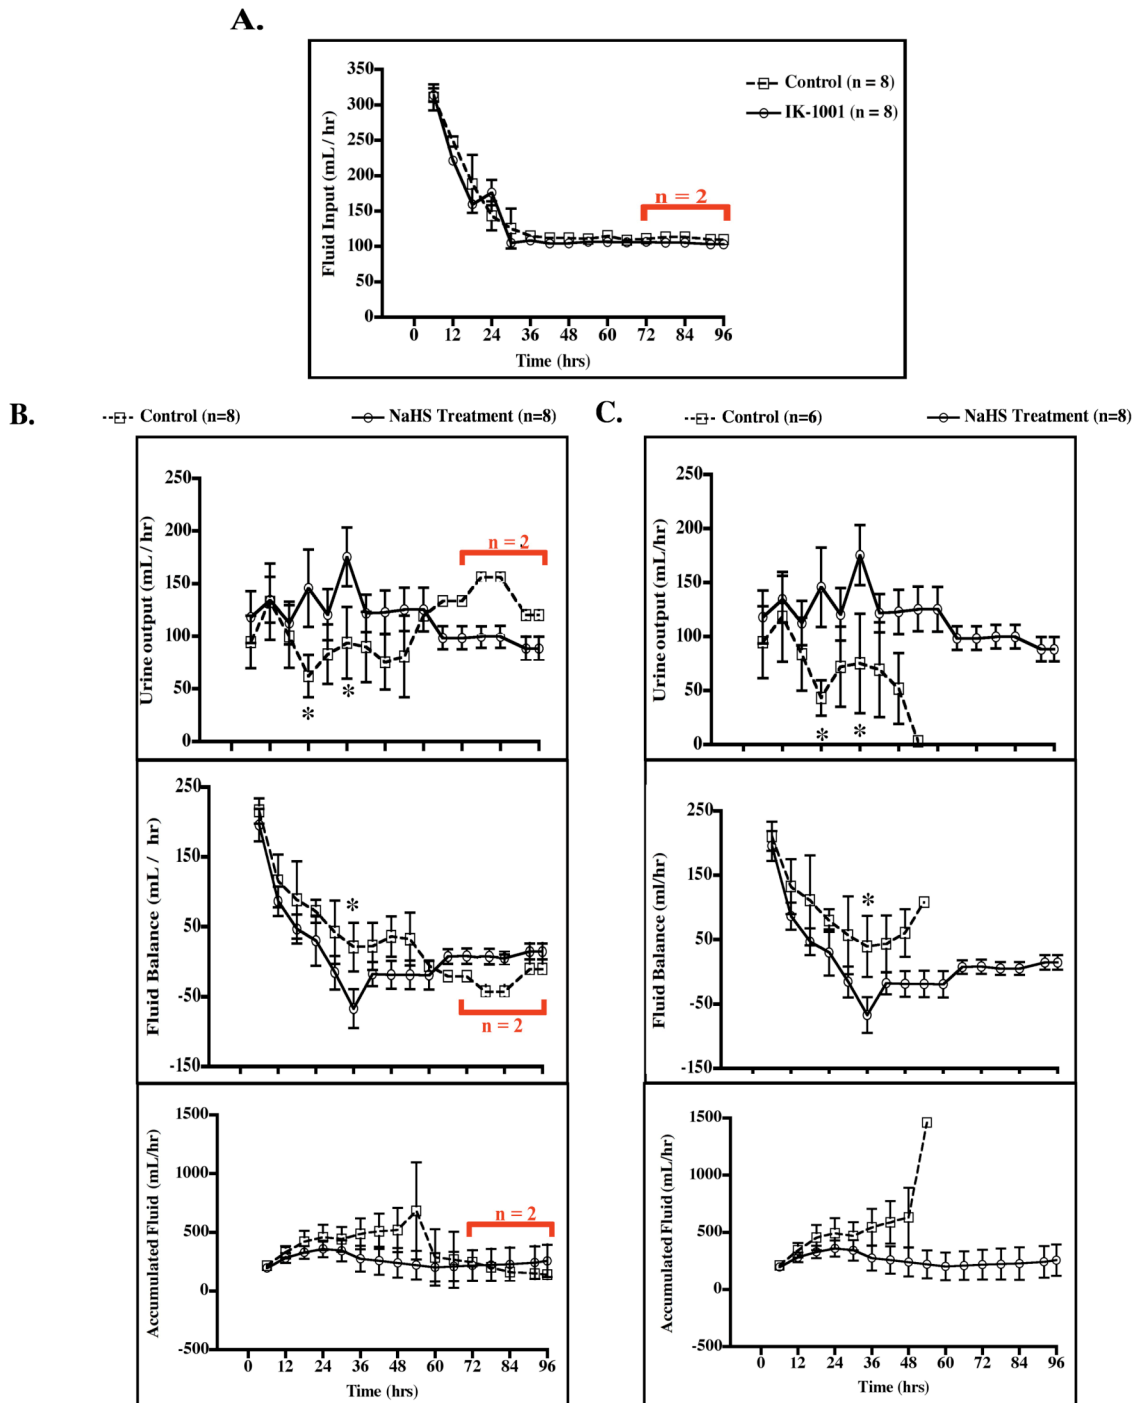 A.
Control (n = 8)
IK-1001 (n = 8)
n = 2
Fluid Input (mL / hr)
350
300
250
200
150
100
50
0
0 12 24 36 48 60 72 84 96
Time (hrs)
B.
Control (n=8)
NaHS Treatment (n=8)
Urine output (mL / hr)
250
200
150
100
50
0
n = 2
*
*
Fluid Balance (mL / hr)
250
150
50
-50
-150
*
n = 2
Accumulated Fluid (mL/hr)
1500
1000
500
0
-500
n = 2
0 12 24 36 48 60 72 84 96
Time (hrs)
C.
Control (n=6)
NaHS Treatment (n=8)
Urine output (mL/hr)
250
200
150
100
50
0
*
*
Fluid Balance (ml/hr)
250
150
50
-50
-150
*
Accumulated Fluid (mL/hr)
1500
1000
500
0
-500
0 12 24 36 48 60 72 84 96
Time (hrs)